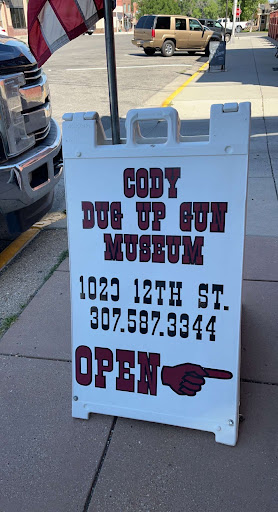 CODY
DUG UP GUN
MUSEUM
1020 12TH ST.
307.587.3344
OPEN